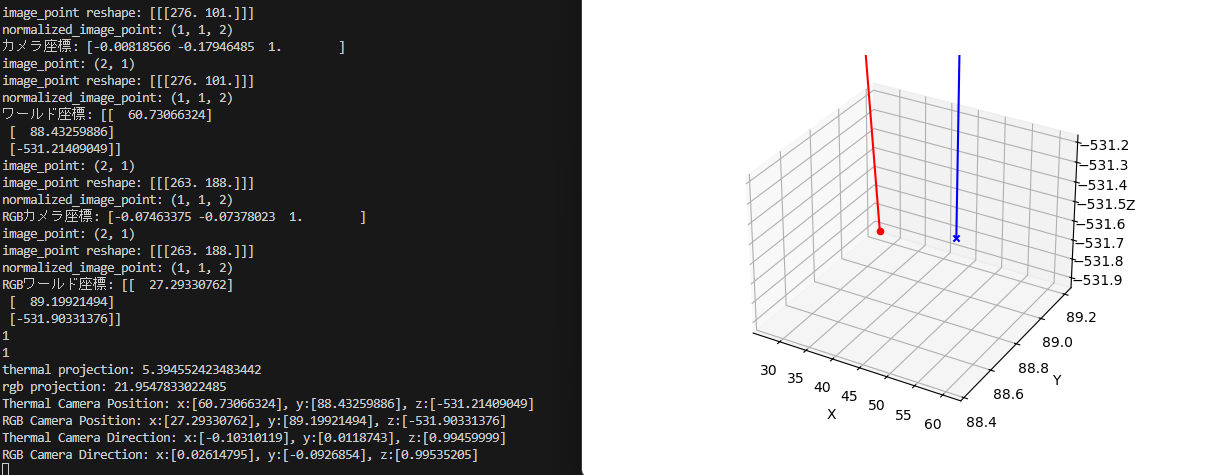 image_point reshape: [[[276. 101.]]]
normalized_image_point: (1, 1, 2)
カメラ座標: [-0.00818566 -0.17946485  1.        ]
image_point: (2, 1)
image_point reshape: [[[276. 101.]]]
normalized_image_point: (1, 1, 2)
ワールド座標: [[  60.73066324]
 [  88.43259886]
 [-531.21409049]]
image_point: (2, 1)
image_point reshape: [[[263. 188.]]]
normalized_image_point: (1, 1, 2)
RGBカメラ座標: [-0.07463375 -0.07378023  1.        ]
image_point: (2, 1)
image_point reshape: [[[263. 188.]]]
normalized_image_point: (1, 1, 2)
RGBワールド座標: [[  27.29330762]
 [  89.19921494]
 [-531.90331376]]
1
1
thermal projection: 5.394552423483442
rgb projection: 21.9547833022485
Thermal Camera Position: x:[60.73066324], y:[88.43259886], z:[-531.21409049]
RGB Camera Position: x:[27.29330762], y:[89.19921494], z:[-531.90331376]
Thermal Camera Direction: x:[-0.10310119], y:[0.0118743], z:[0.99459999]
RGB Camera Direction: x:[0.02614795], y:[-0.0926854], z:[0.99535205]
−531.2
−531.3
−531.4
−531.5
Z
−531.6
−531.7
−531.8
−531.9
30
35
40
45
50
55
60
X
88.4
88.6
88.8
89.0
89.2
Y